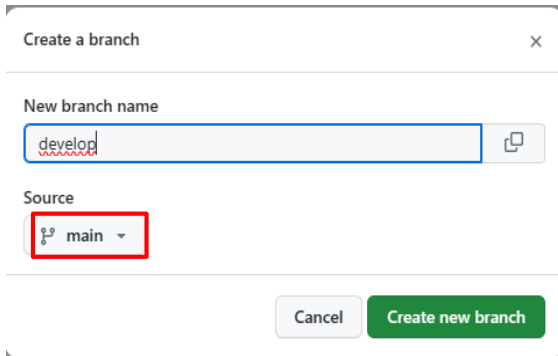 Create a branch
New branch name
develop
Source
main
Cancel
Create new branch